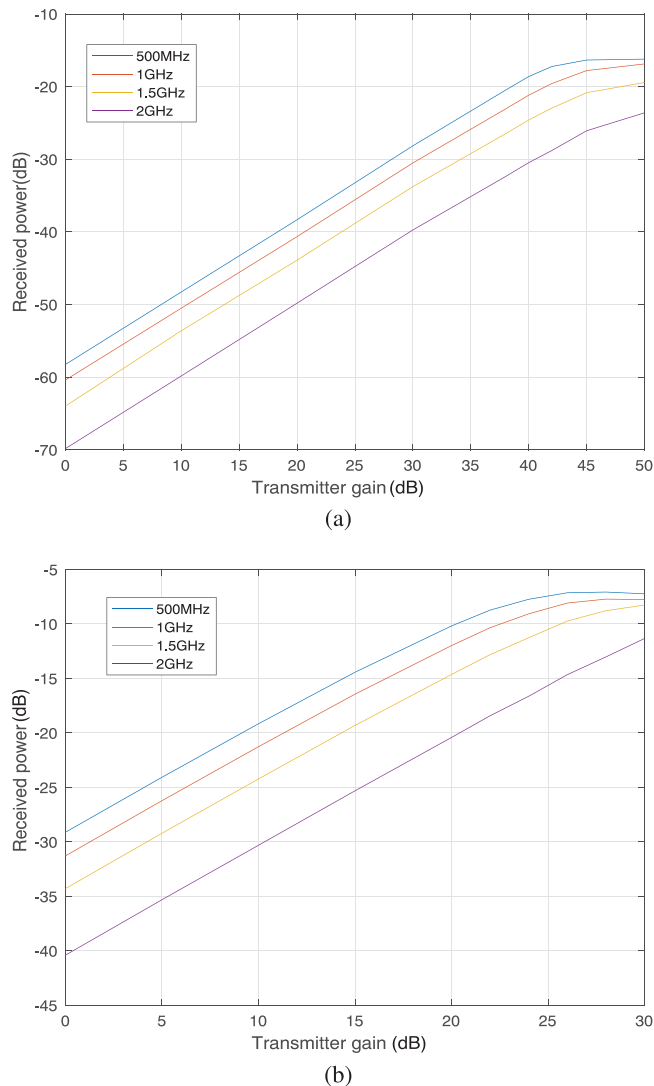 -10
-20
-30
-40
-50
-60
-70
Received power(dB)
500MHz
1GHz
1.5GHz
2GHz
0 5 10 15 20 25 30 35 40 45 50
Transmitter gain (dB)
(a)
-5
-10
-15
-20
-25
-30
-35
-40
-45
Received power (dB)
500MHz
1GHz
1.5GHz
2GHz
0 5 10 15 20 25 30
Transmitter gain (dB)
(b)